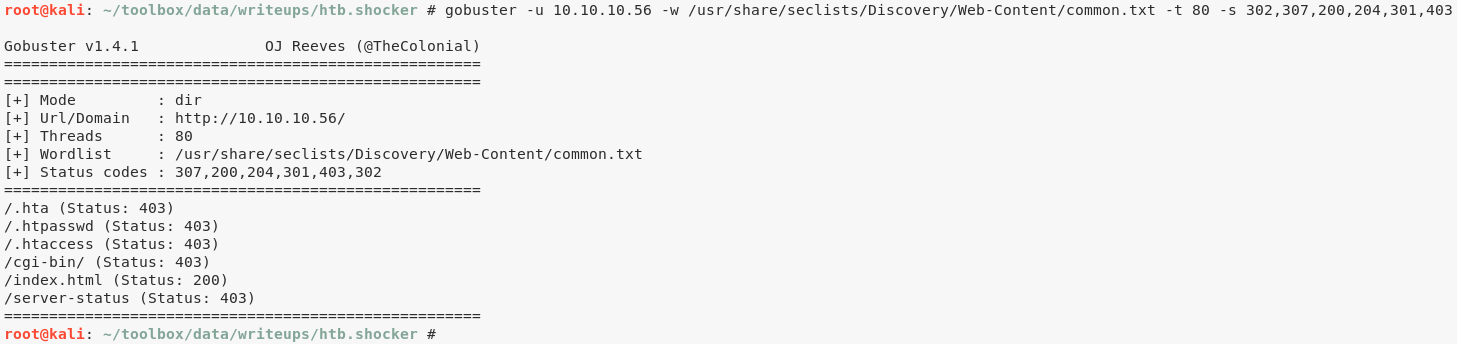 root@kali: ~/toolbox/data/writeups/htb.shocker # gobuster -u 10.10.10.56 -w /usr/share/seclists/Discovery/Web-Content/common.txt -t 80 -s 302,307,200,204,301,403
Gobuster v1.4.1              OJ Reeves (@TheColonial)
=====================================================
=====================================================
[+] Mode         : dir
[+] Url/Domain   : http://10.10.10.56/
[+] Threads      : 80
[+] Wordlist     : /usr/share/seclists/Discovery/Web-Content/common.txt
[+] Status codes : 307,200,204,301,403,302
=====================================================
/.hta (Status: 403)
/.htpasswd (Status: 403)
/.htaccess (Status: 403)
/cgi-bin/ (Status: 403)
/index.html (Status: 200)
/server-status (Status: 403)
=====================================================
root@kali: ~/toolbox/data/writeups/htb.shocker #